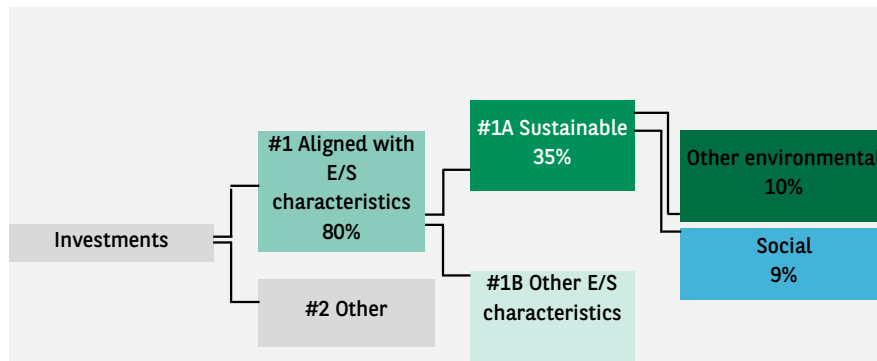 Investments
#1 Aligned with
E/S
characteristics
80%
#2 Other
#1A Sustainable
35%
#1B Other E/S
characteristics
Other environmental
10%
Social
9%